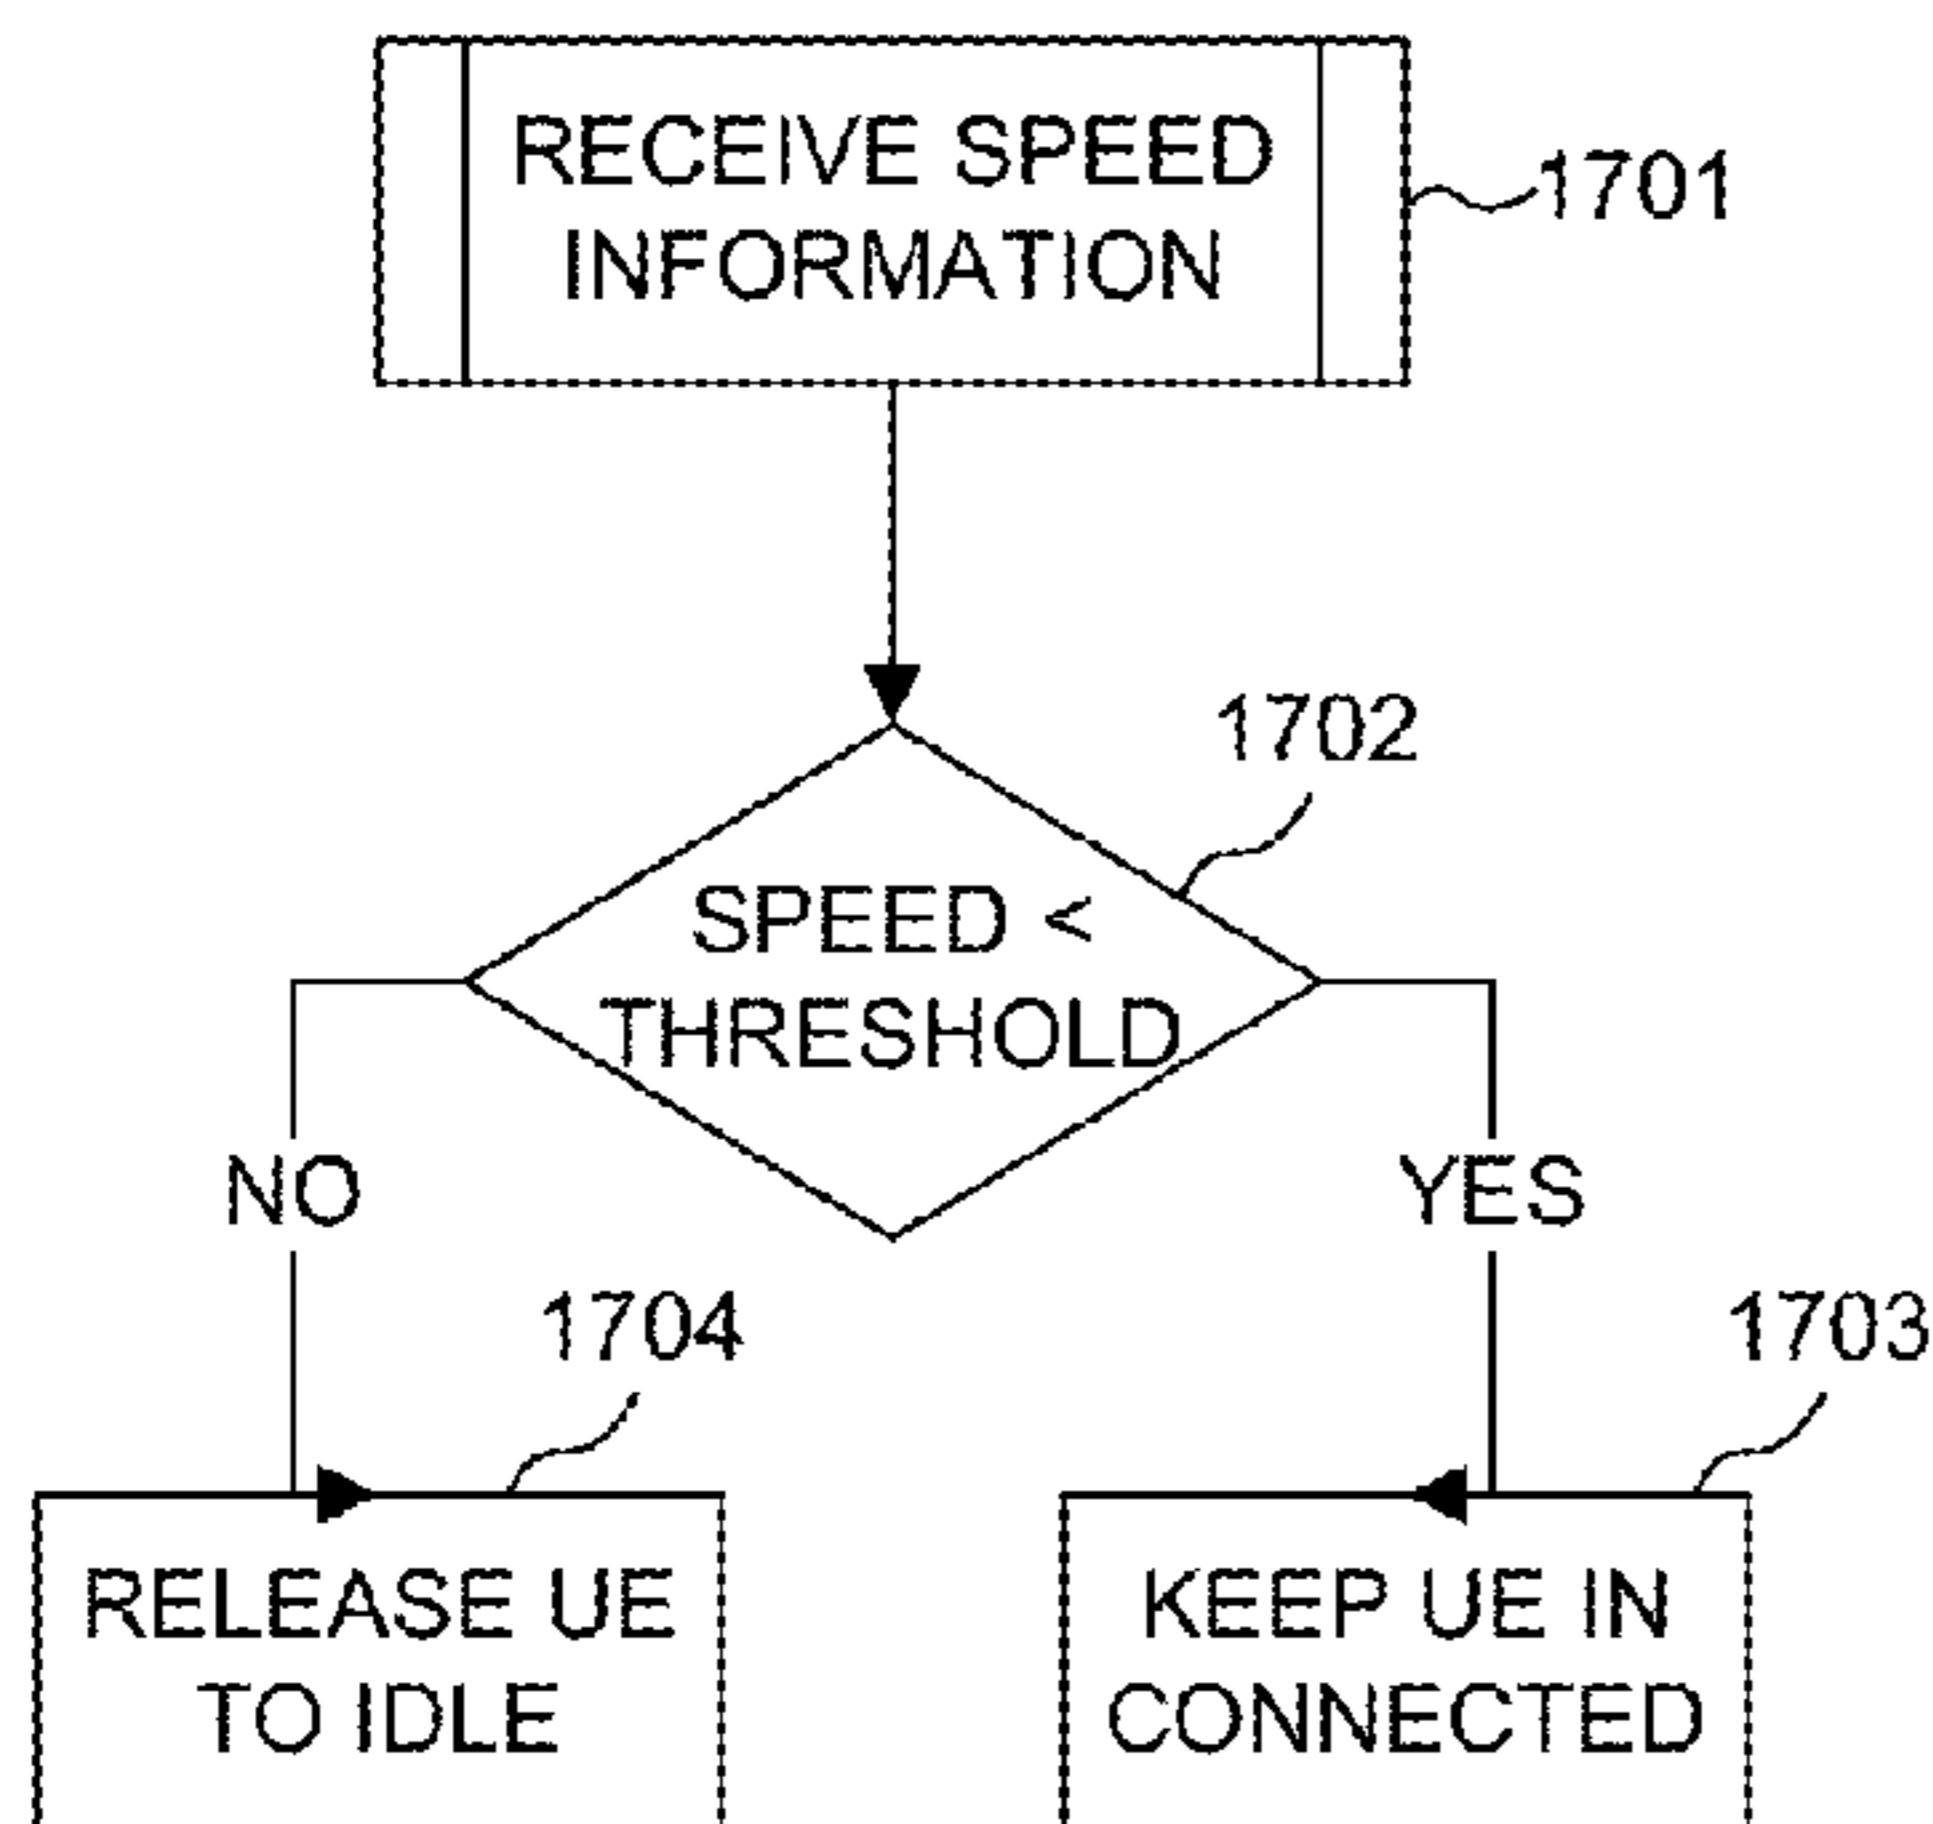 RECEIVE SPEED
INFORMATION
1701
1702
SPEED <
THRESHOLD
NO
YES
1704
1703
RELEASE UE
TO IDLE
KEEP UE IN
CONNECTED